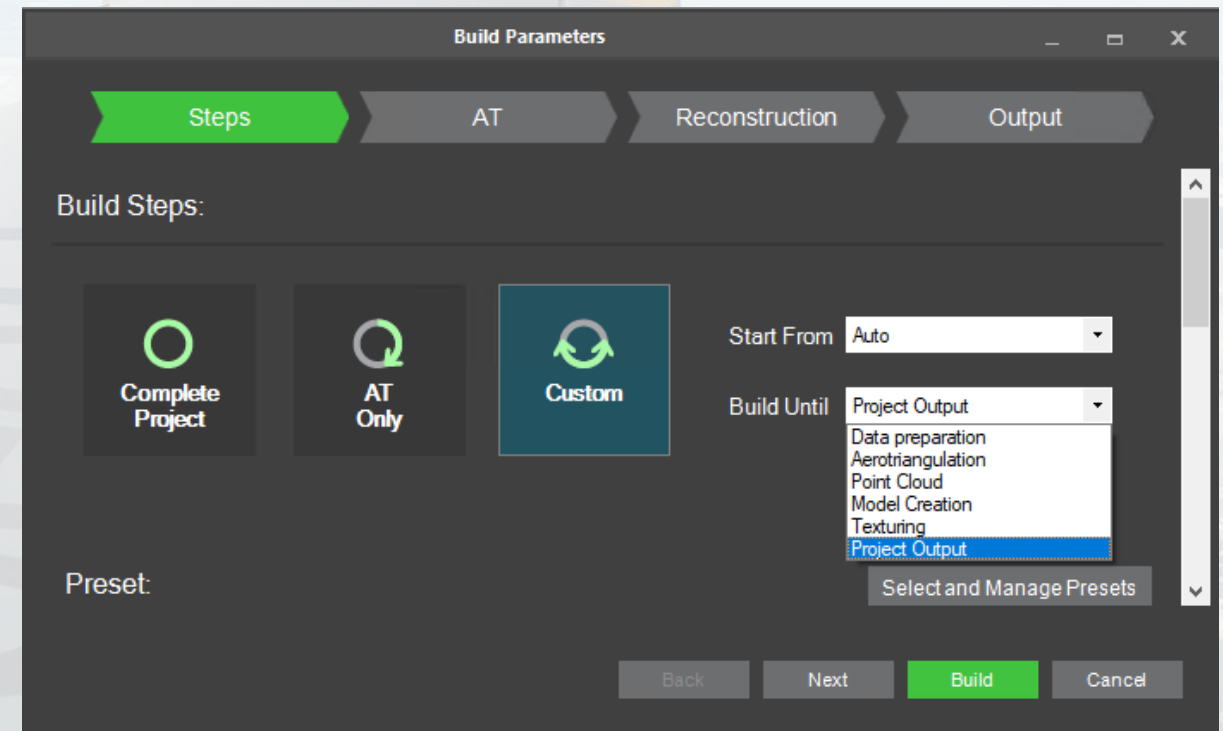 Build Parameters
Steps
AT
Reconstruction
Output
Build Steps:
Complete
Project
AT
Only
Custom
Start From
Auto
Build Until
Project Output
Data preparation
Aerotriangulation
Point Cloud
Model Creation
Texturing
Project Output
Preset:
Select and Manage Presets
Back
Next
Build
Cancel